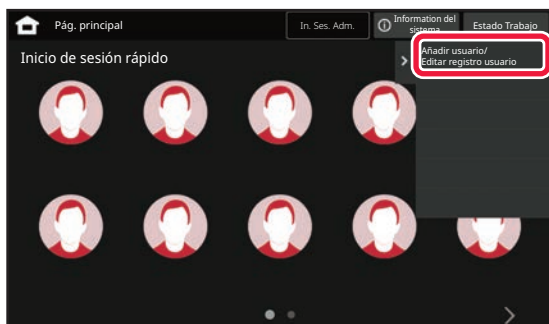 Pág. principal
In. Ses. Adm.
Information del
sistema
Estado Trabajo
Inicio de sesión rápido
Añadir usuario/
Editar registro usuario